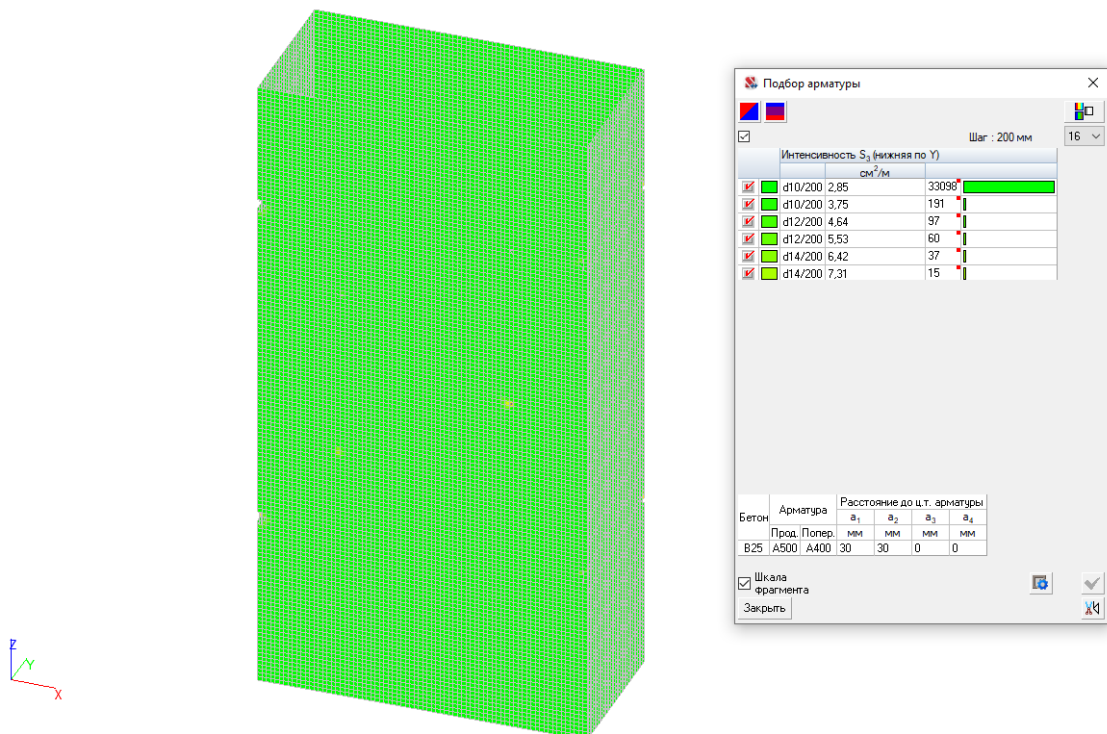 Подбор арматуры
Шаг : 200 мм
16
Интенсивность S3 (нижняя по Y)
см2/м
d10/200 2,85 33098
d10/200 3,75 191
d12/200 4,64 97
d12/200 5,53 60
d14/200 6,42 37
d14/200 7,31 15
Бетон Арматура Расстояние до ц.т. арматуры
a1 a2 a3 a4
Прод. Попер. мм мм мм мм
B25 A500 A400 30 30 0 0
Шкала
фрагмента
Закрыть
Z
Y
X